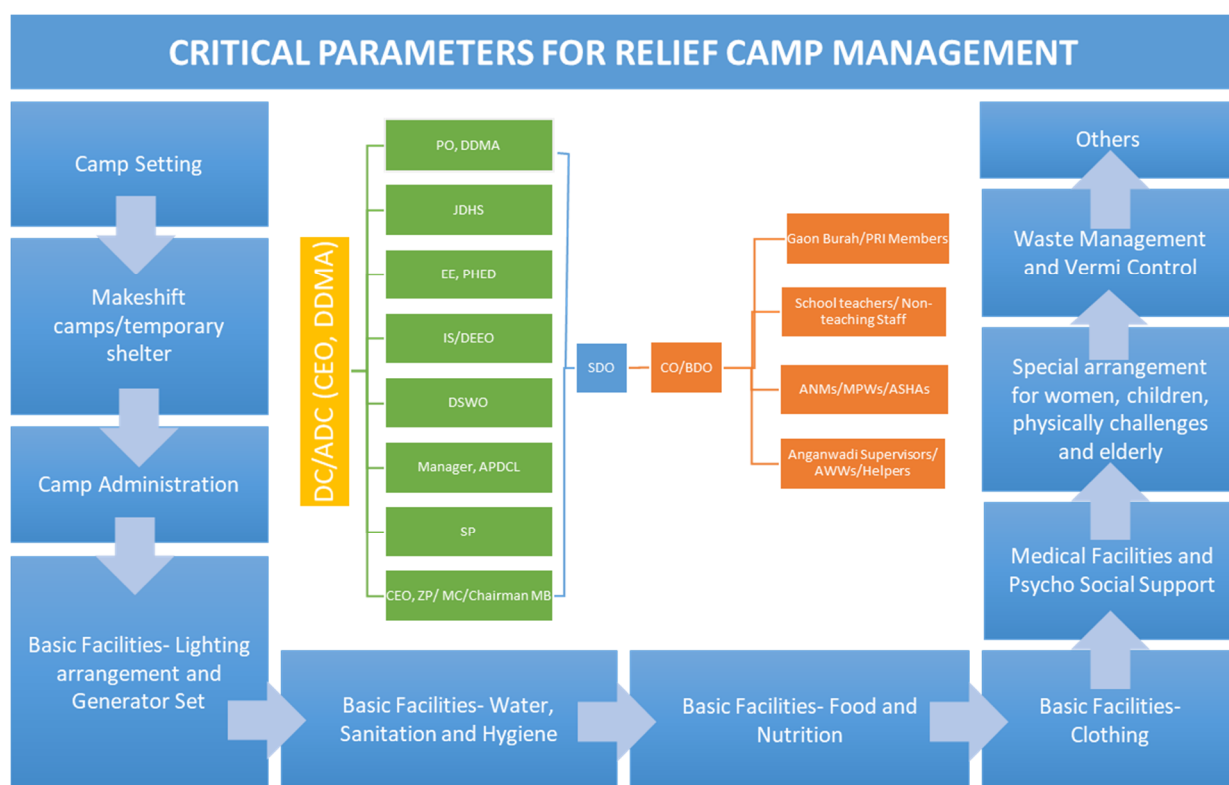 CRITICAL PARAMETERS FOR RELIEF CAMP MANAGEMENT
Camp Setting
Makeshift
camps/temporary
shelter
Camp Administration
Basic Facilities- Lighting
arrangement and
Generator Set
Basic Facilities- Water,
Sanitation and Hygiene
Basic Facilities- Food and
Nutrition
Basic Facilities-
Clothing
Medical Facilities and
Psycho Social Support
Special arrangement
for women, children,
physically challenges
and elderly
Waste Management
and Vermi Control
Others
DC/ADC (CEO, DDMA)
PO, DDMA
JDHS
EE, PHED
IS/DEEO
DSWO
Manager, APDCL
SP
CEO, ZP/ MC/Chairman MB
SDO
CO/BDO
Gaon Burah/PRI Members
School teachers/ Non-
teaching Staff
ANMs/MPWs/ASHAs
Anganwadi Supervisors/
AWWs/Helpers